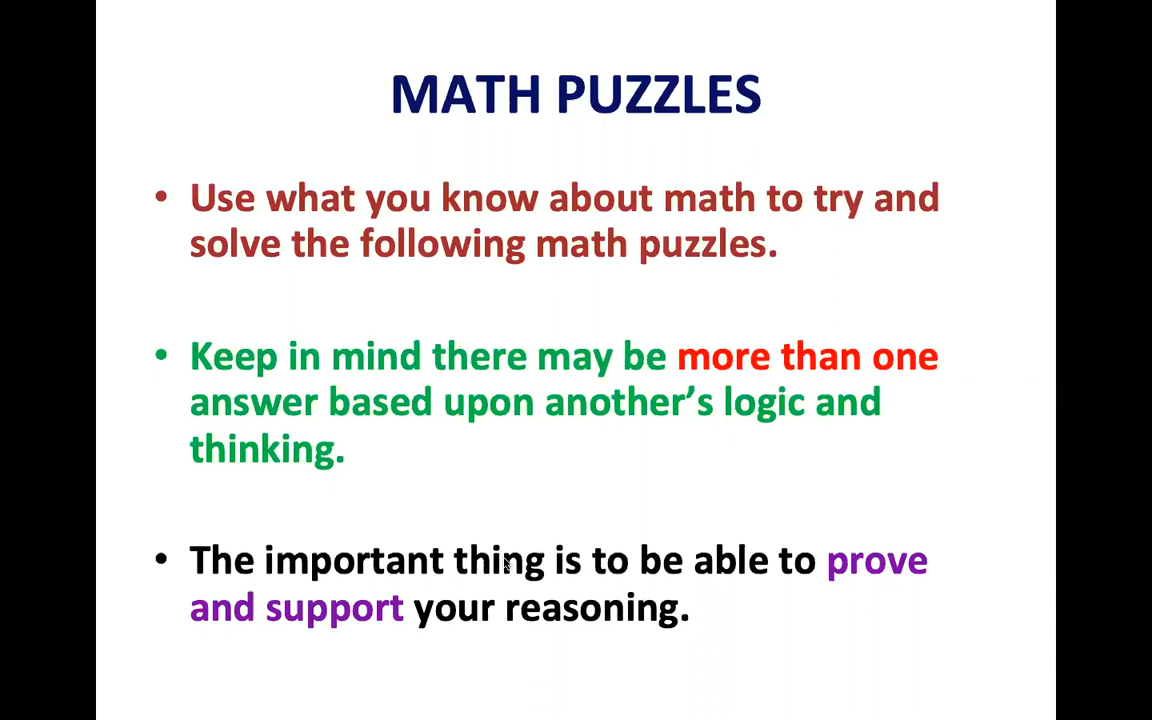 MATH PUZZLES
• Use what you know about math to try and
solve the following math puzzles.
• Keep in mind there may be more than one
answer based upon another’s logic and
thinking.
• The important thing is to be able to prove
and support your reasoning.